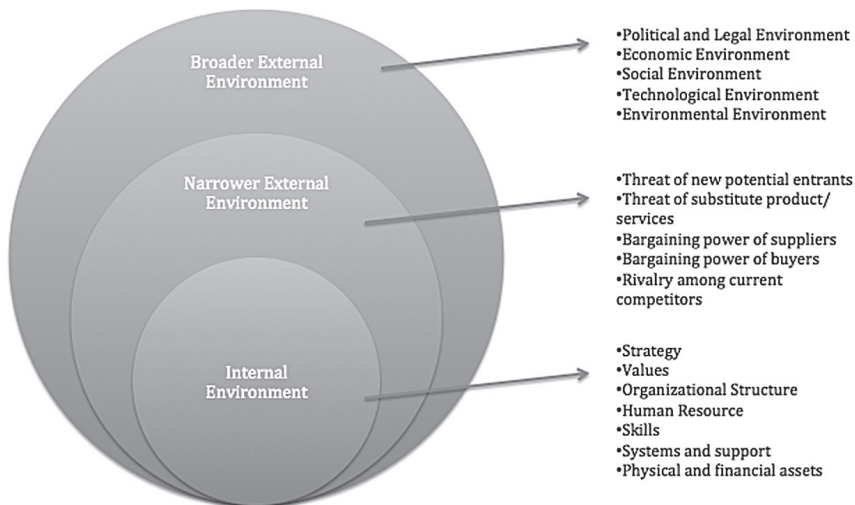 Broader External
Environment
•Political and Legal Environment
•Economic Environment
•Social Environment
•Technological Environment
•Environmental Environment
Narrower External
Environment
•Threat of new potential entrants
•Threat of substitute product/
services
•Bargaining power of suppliers
•Bargaining power of buyers
•Rivalry among current
competitors
Internal
Environment
•Strategy
•Values
•Organizational Structure
•Human Resource
•Skills
•Systems and support
•Physical and financial assets